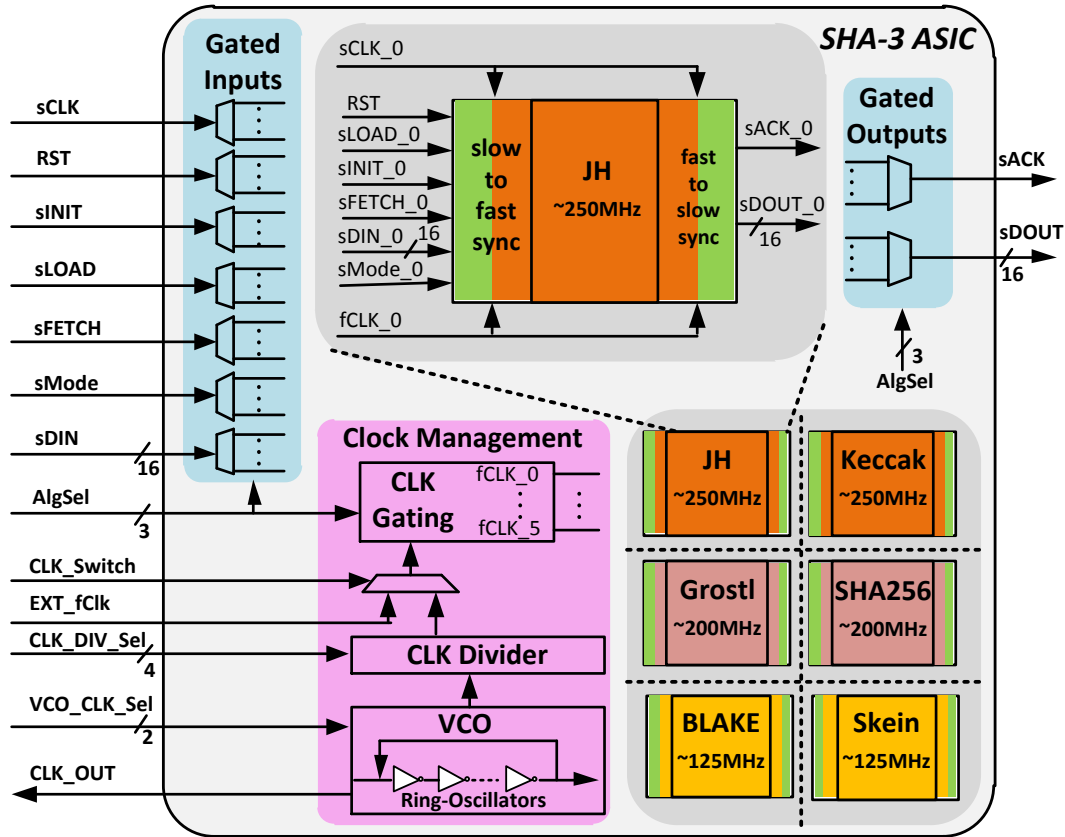 SHA-3 ASIC
Gated
Inputs
sCLK
RST
sINIT
sLOAD
sFETCH
sMode
sDIN
16
AlgSel
3
CLK_Switch
EXT_fClk
CLK_DIV_Sel
4
VCO_CLK_Sel
2
CLK_OUT
sCLK_0
RST
sLOAD_0
sINIT_0
sFETCH_0
sDIN_0
16
sMode_0
fCLK_0
slow
to
fast
sync
JH
~250MHz
fast
to
slow
sync
sACK_0
sDOUT_0
16
Gated
Outputs
sACK
sDOUT
16
3
AlgSel
Clock Management
CLK
Gating
fCLK_0
fCLK_5
CLK Divider
VCO
Ring-Oscillators
JH
~250MHz
Keccak
~250MHz
Grostl
~200MHz
SHA256
~200MHz
BLAKE
~125MHz
Skein
~125MHz